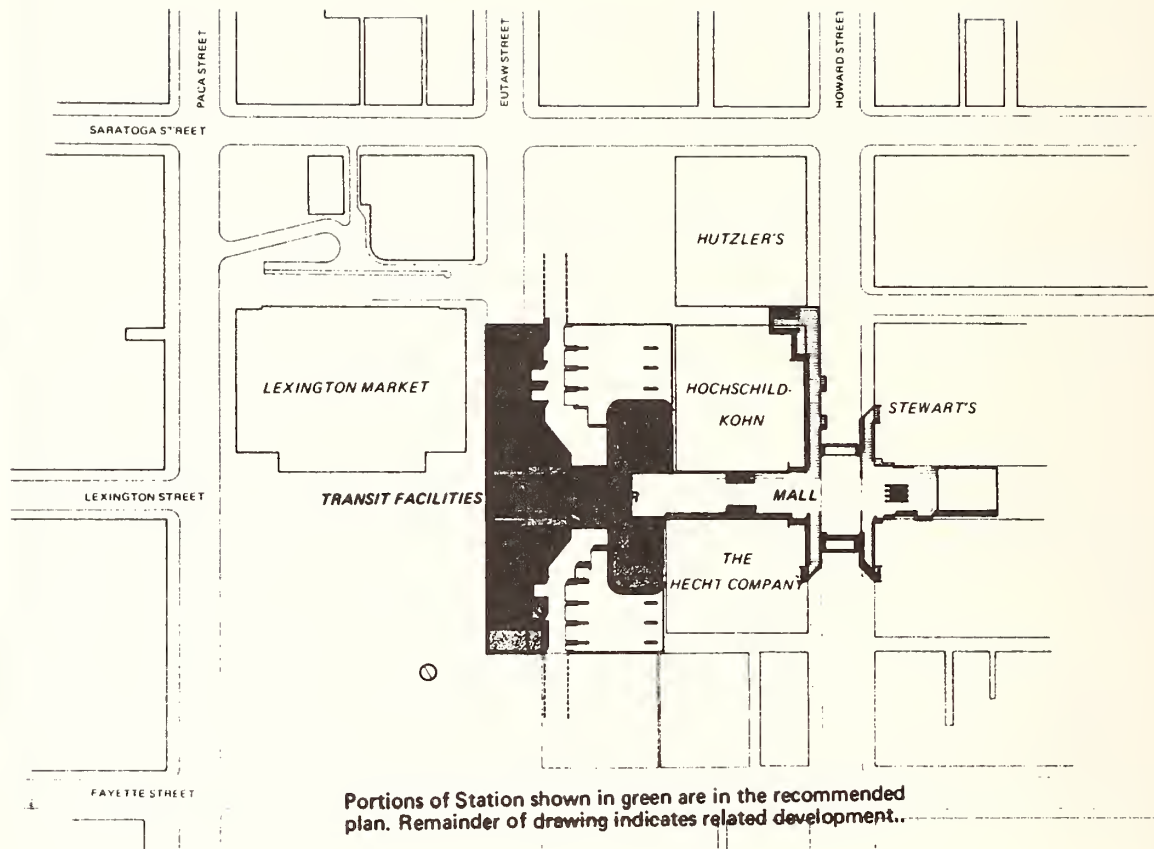 PACA STREET
EUTAW STREET
HOWARD STREET
SARATOGA STREET
HUTZLER'S
LEXINGTON MARKET
HOCHSCHILD-
KOHN
STEWART'S
LEXINGTON STREET
TRANSIT FACILITIES
R
MALL
THE
HECHT COMPANY
FAYETTE STREET
Portions of Station shown in green are in the recommended
plan. Remainder of drawing indicates related development..